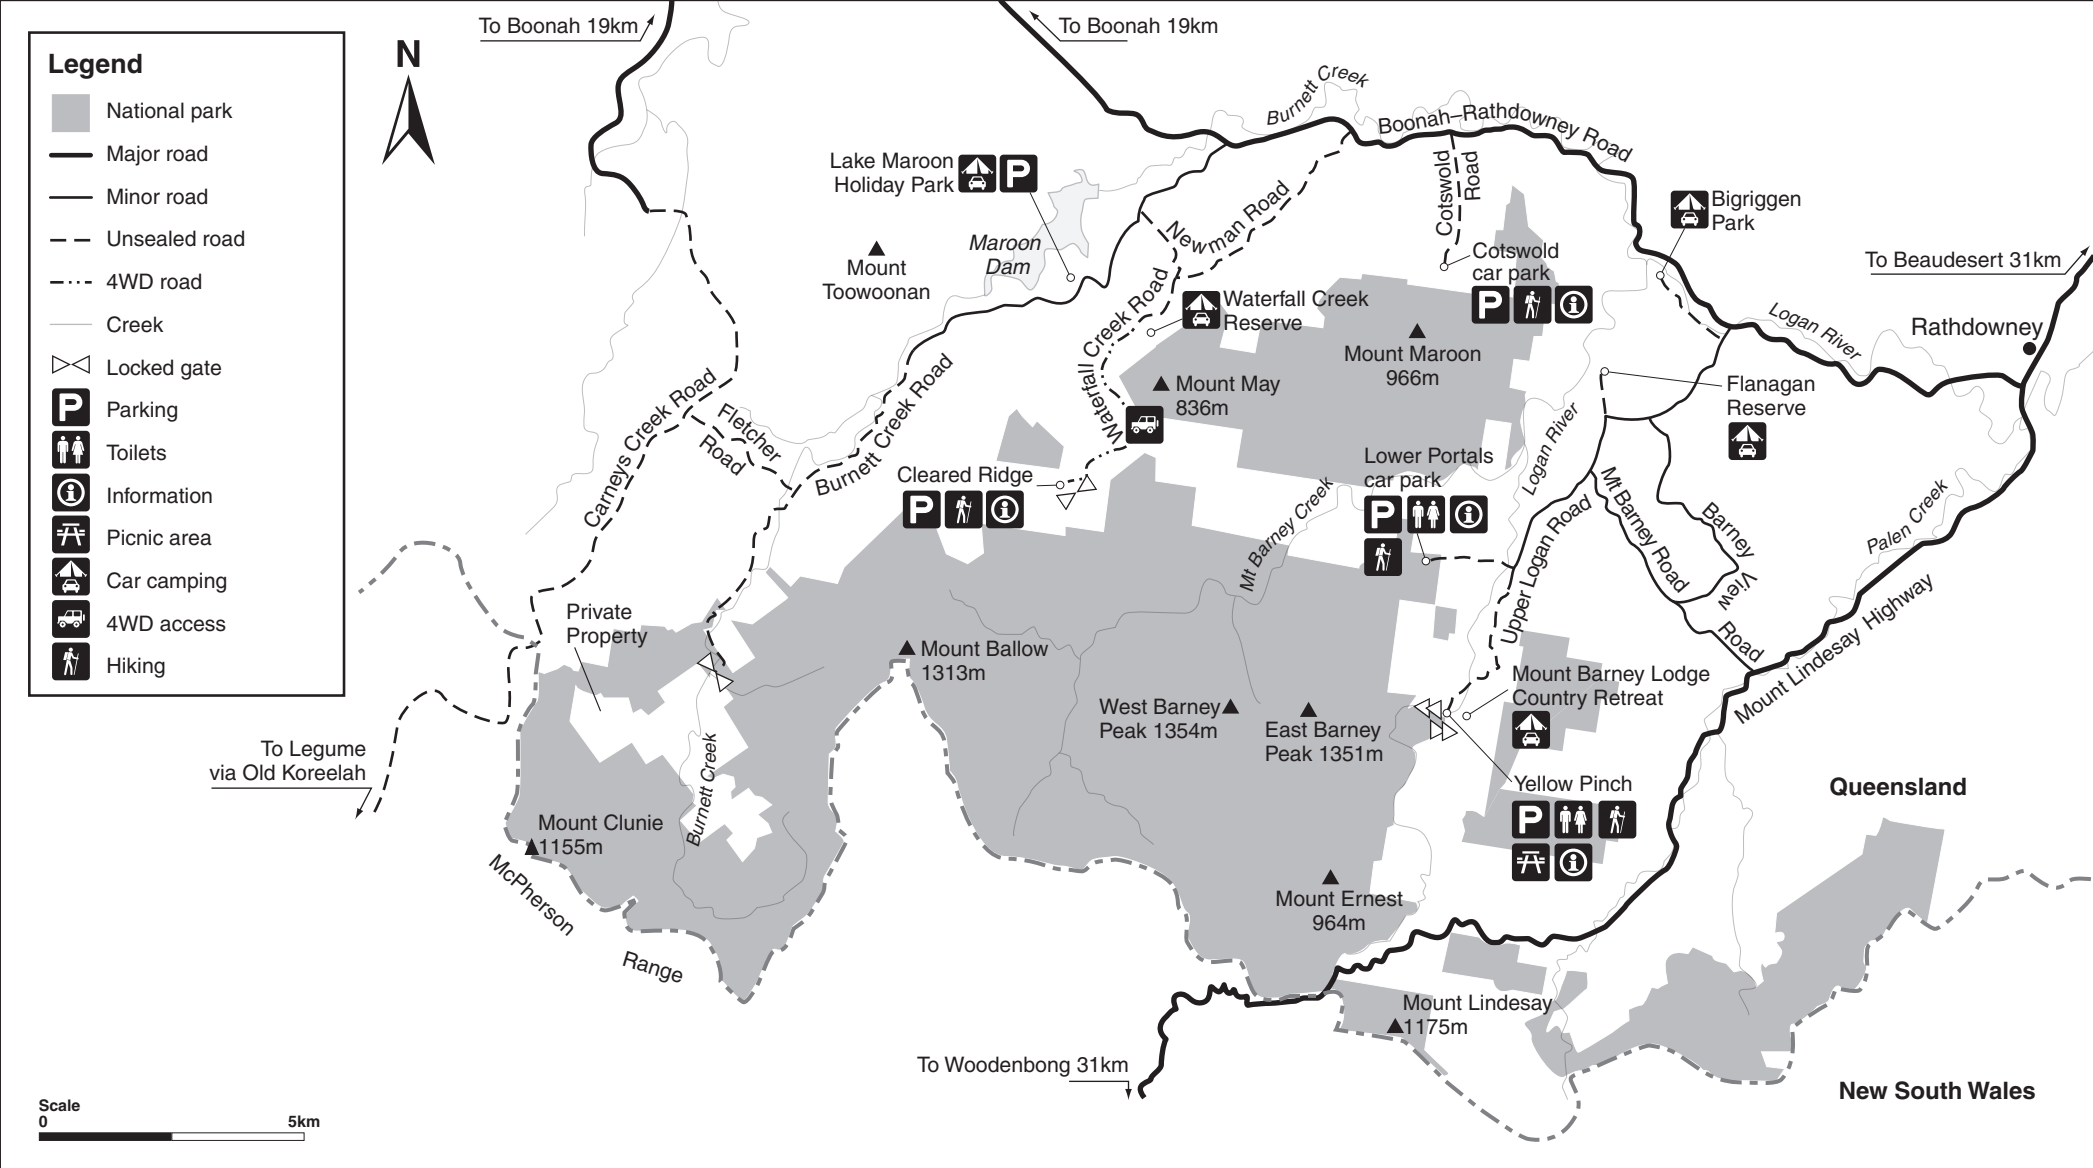 To Boonah 19km
To Boonah 19km
Legend
National park
Major road
Minor road
Unsealed road
4WD road
Creek
Locked gate
P Parking
Toilets
i Information
Picnic area
Car camping
4WD access
Hiking
N
Burnett Creek
Boonah–Rathdowney Road
Lake Maroon
Holiday Park
P
Cotswold
Road
Bigriggen
Park
Newman Road
Maroon
Dam
Mount
Toowoonan
Cotswold
car park
P i
To Beaudesert 31km
Waterfall Creek
Reserve
Waterfall Creek Road
Logan River
Rathdowney
Mount Maroon
966m
Mount May
836m
Flanagan
Reserve
Carneys Creek Road
Fletcher
Road
Burnett Creek Road
Logan River
Cleared Ridge
P i
Lower Portals
car park
P i
Mt Barney Creek
Mt Barney Road
Barney
View
Road
Palen Creek
Upper Logan Road
Mount Lindesay Highway
Private
Property
Mount Ballow
1313m
West Barney
Peak 1354m
East Barney
Peak 1351m
Mount Barney Lodge
Country Retreat
To Legume
via Old Koreelah
Burnett Creek
Yellow Pinch
P
i
Queensland
Mount Clunie
1155m
McPherson
Range
Mount Ernest
964m
Mount Lindesay
1175m
To Woodenbong 31km
New South Wales
Scale
0 5km